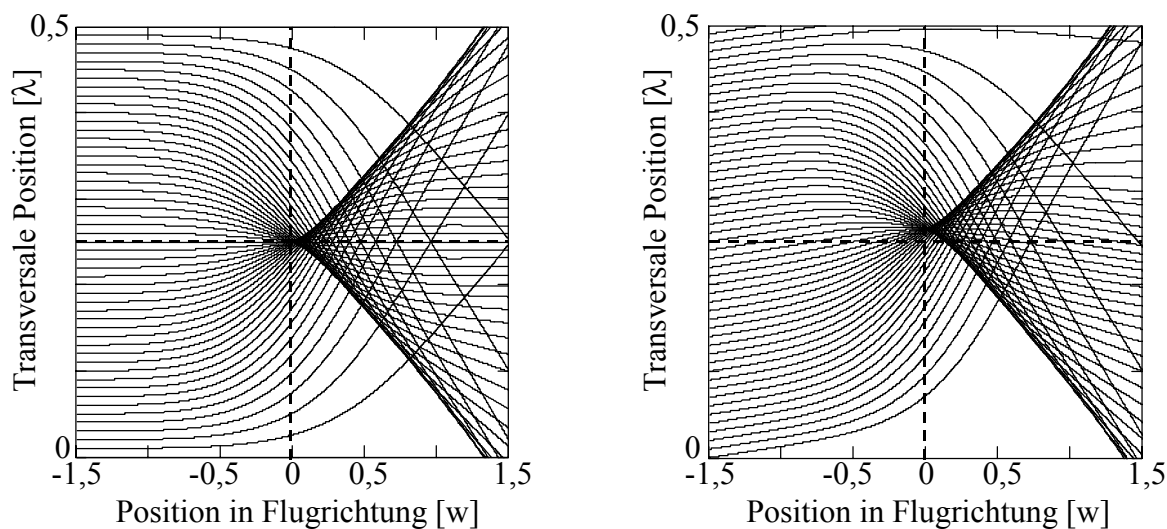 0,5
Transversale Position [λ]
0
-1,5 -0,5 0 0,5 1,5
Position in Flugrichtung [w]
0,5
Transversale Position [λ]
0
-1,5 -0,5 0 0,5 1,5
Position in Flugrichtung [w]